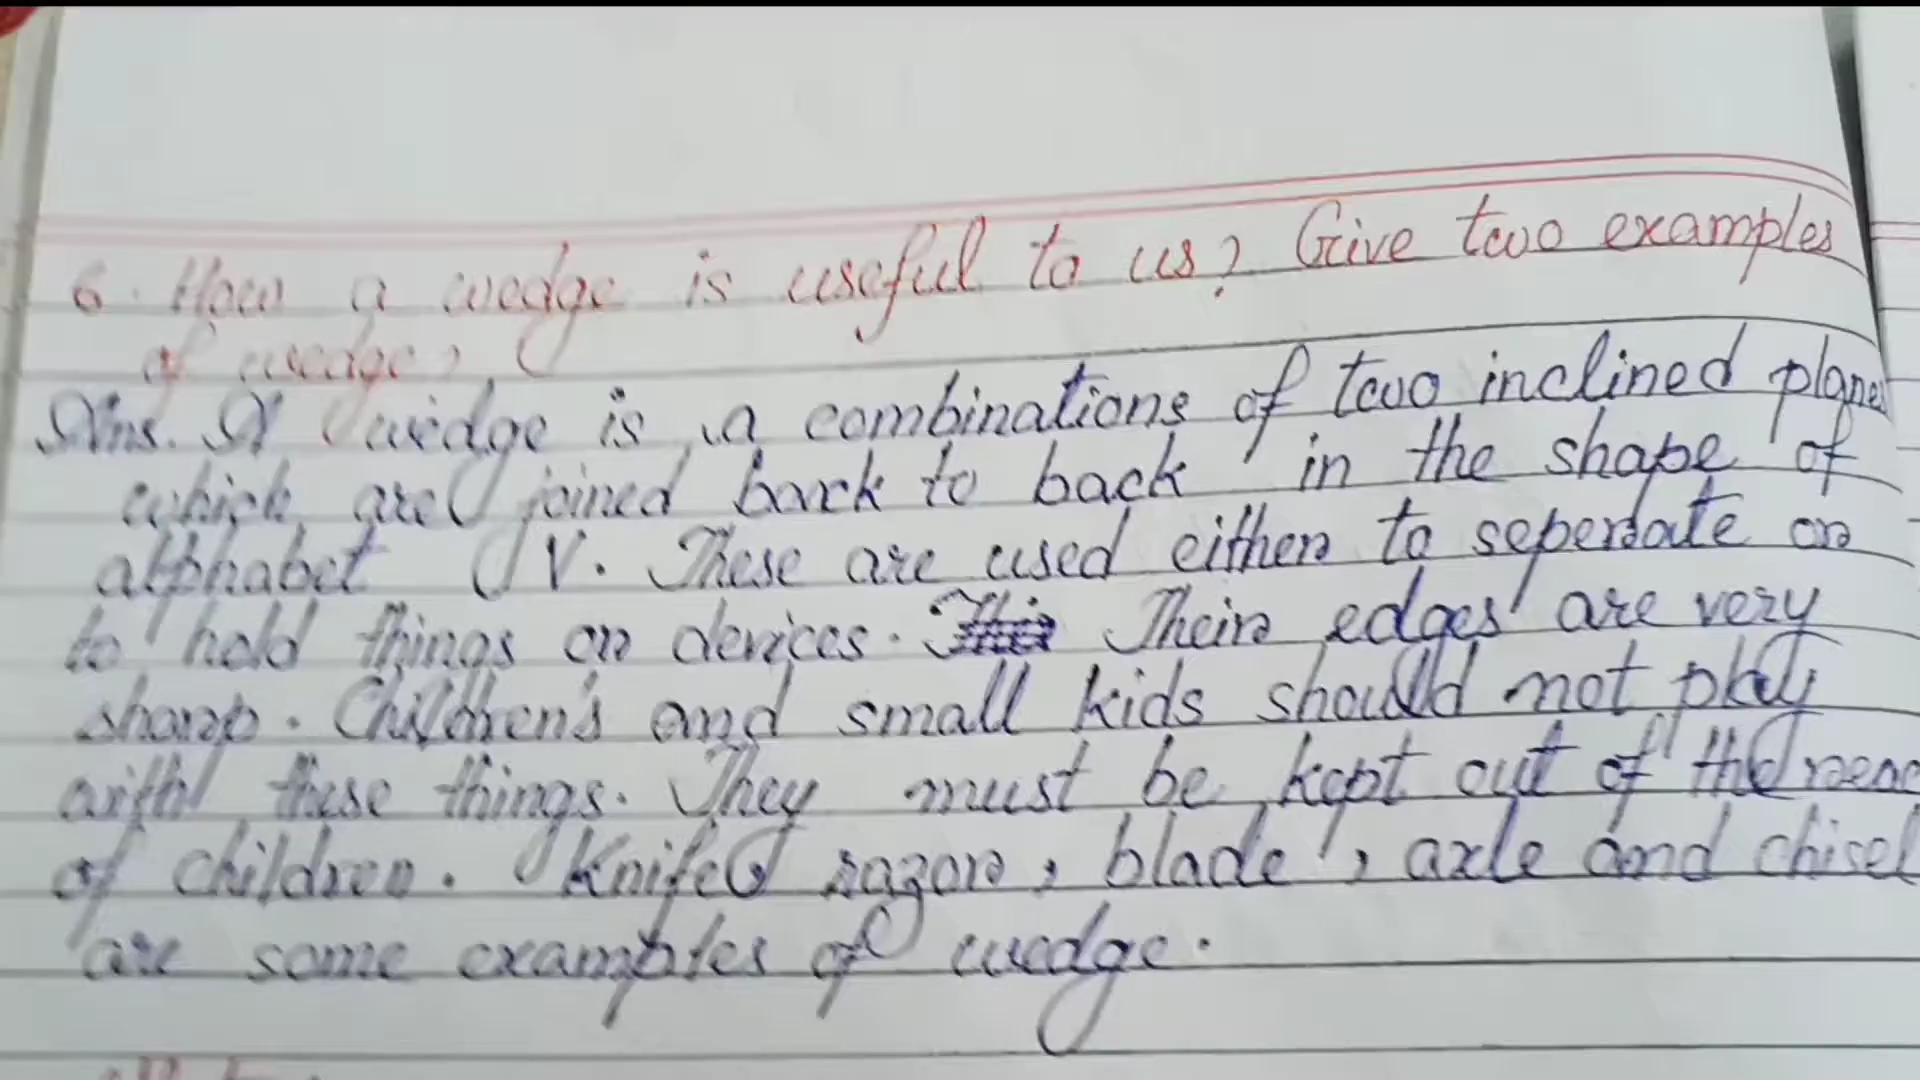 6. How a wedge is useful to us? Give two examples
of wedge?
Ans. A wedge is a combinations of two inclined plane
which are joined back to back in the shape of
alphabet V. These are used either to seperate or
to hold things or devices. Their edges are very
sharp. Children's and small kids should not play
with these things. They must be kept out of the
of children. Knife, razor, blade, axle and chisel
are some examples of wedge.